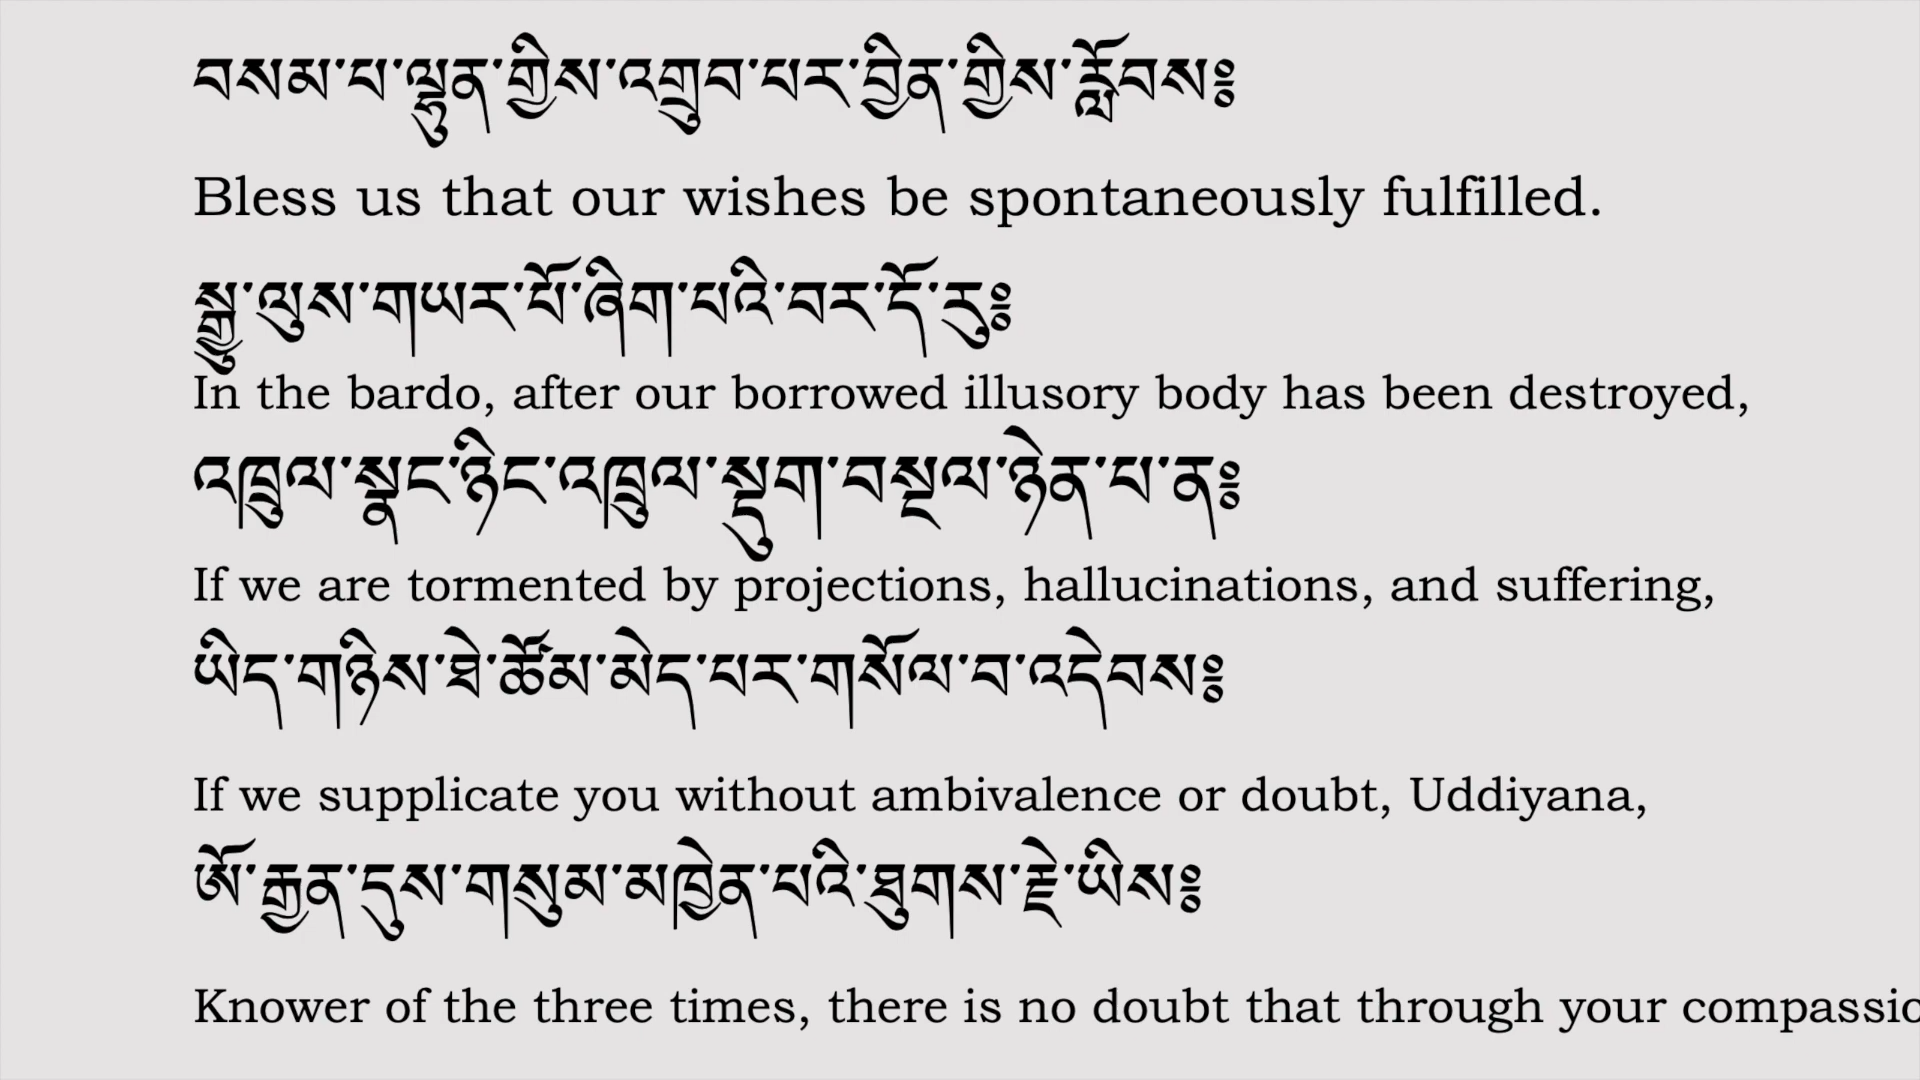 བསམ་པ་ལྷུན་གྱིས་འགྲུབ་པར་བྱིན་གྱིས་རློབས༔
Bless us that our wishes be spontaneously fulfilled.
སྒྱུ་ལུས་གཡར་པོ་ཞིག་པའི་བར་དོ་རུ༔
In the bardo, after our borrowed illusory body has been destroyed,
འཁྲུལ་སྣང་ཉིང་འཁྲུལ་སྡུག་བསྔལ་ཉེན་པ་ན༔
If we are tormented by projections, hallucinations, and suffering,
ཡིད་གཉིས་ཐེ་ཚོམ་མེད་པར་གསོལ་བ་འདེབས༔
If we supplicate you without ambivalence or doubt, Uddiyana,
ཨོ་རྒྱན་དུས་གསུམ་མཁྱེན་པའི་ཐུགས་རྗེ་ཡིས༔
Knower of the three times, there is no doubt that through your compassio